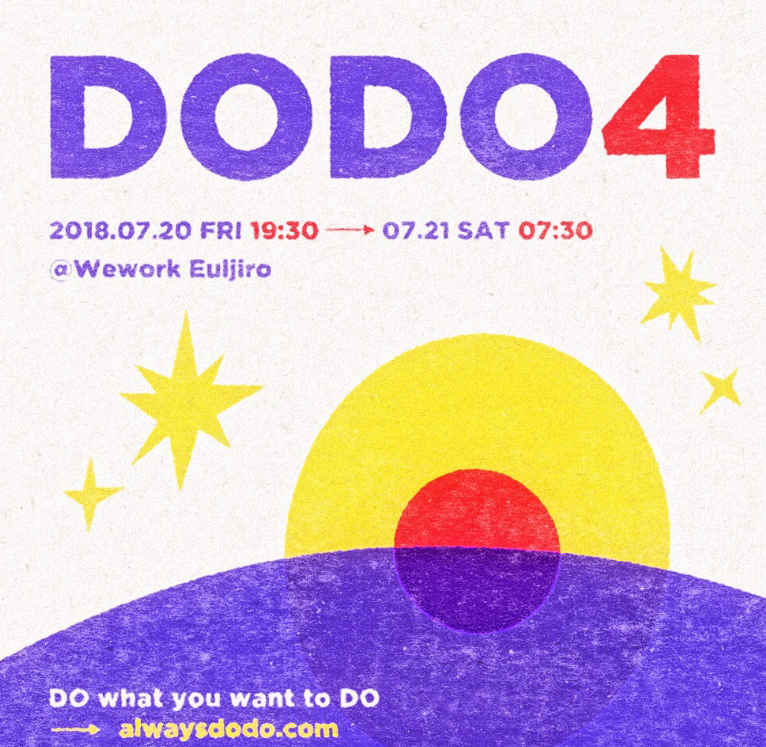 DODO4
2018.07.20 FRI 19:30 → 07.21 SAT 07:30
@Wework Euljiro
DO what you want to DO
→ alwaysdodo.com